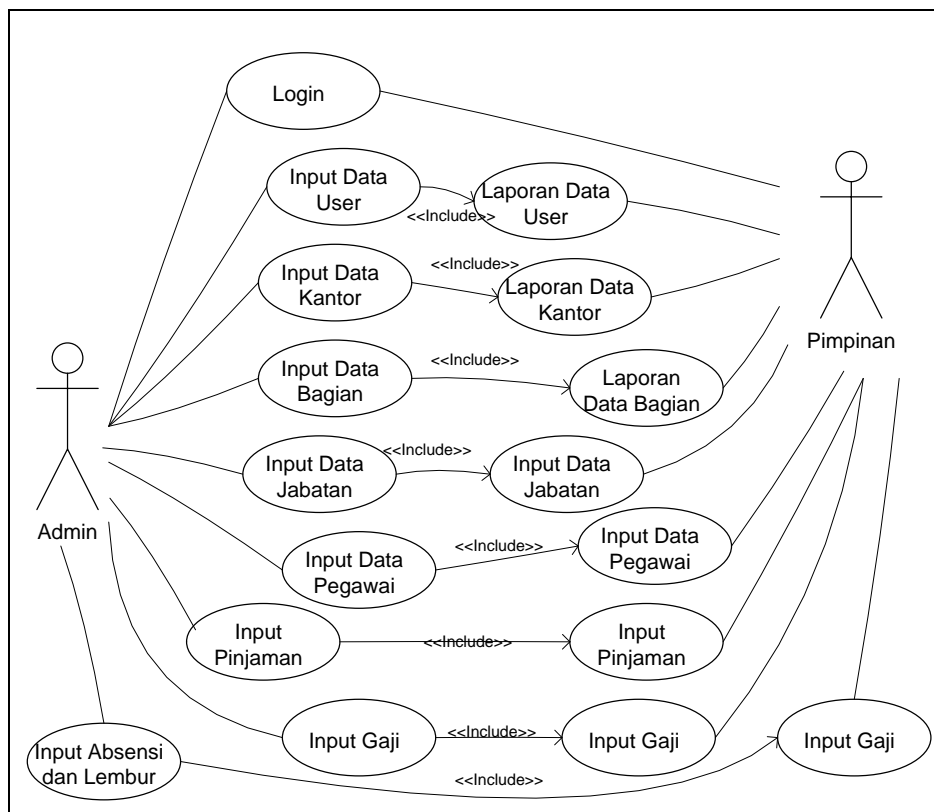 Login
Input Data
User
<<Include>>
Laporan Data
User
Input Data
Kantor
<<Include>>
Laporan Data
Kantor
Pimpinan
Input Data
Bagian
<<Include>>
Laporan
Data Bagian
Input Data
Jabatan
<<Include>>
Input Data
Jabatan
Admin
Input Data
Pegawai
<<Include>>
Input Data
Pegawai
Input
Pinjaman
<<Include>>
Input
Pinjaman
Input Gaji
<<Include>>
Input Gaji
Input Gaji
Input Absensi
dan Lembur
<<Include>>